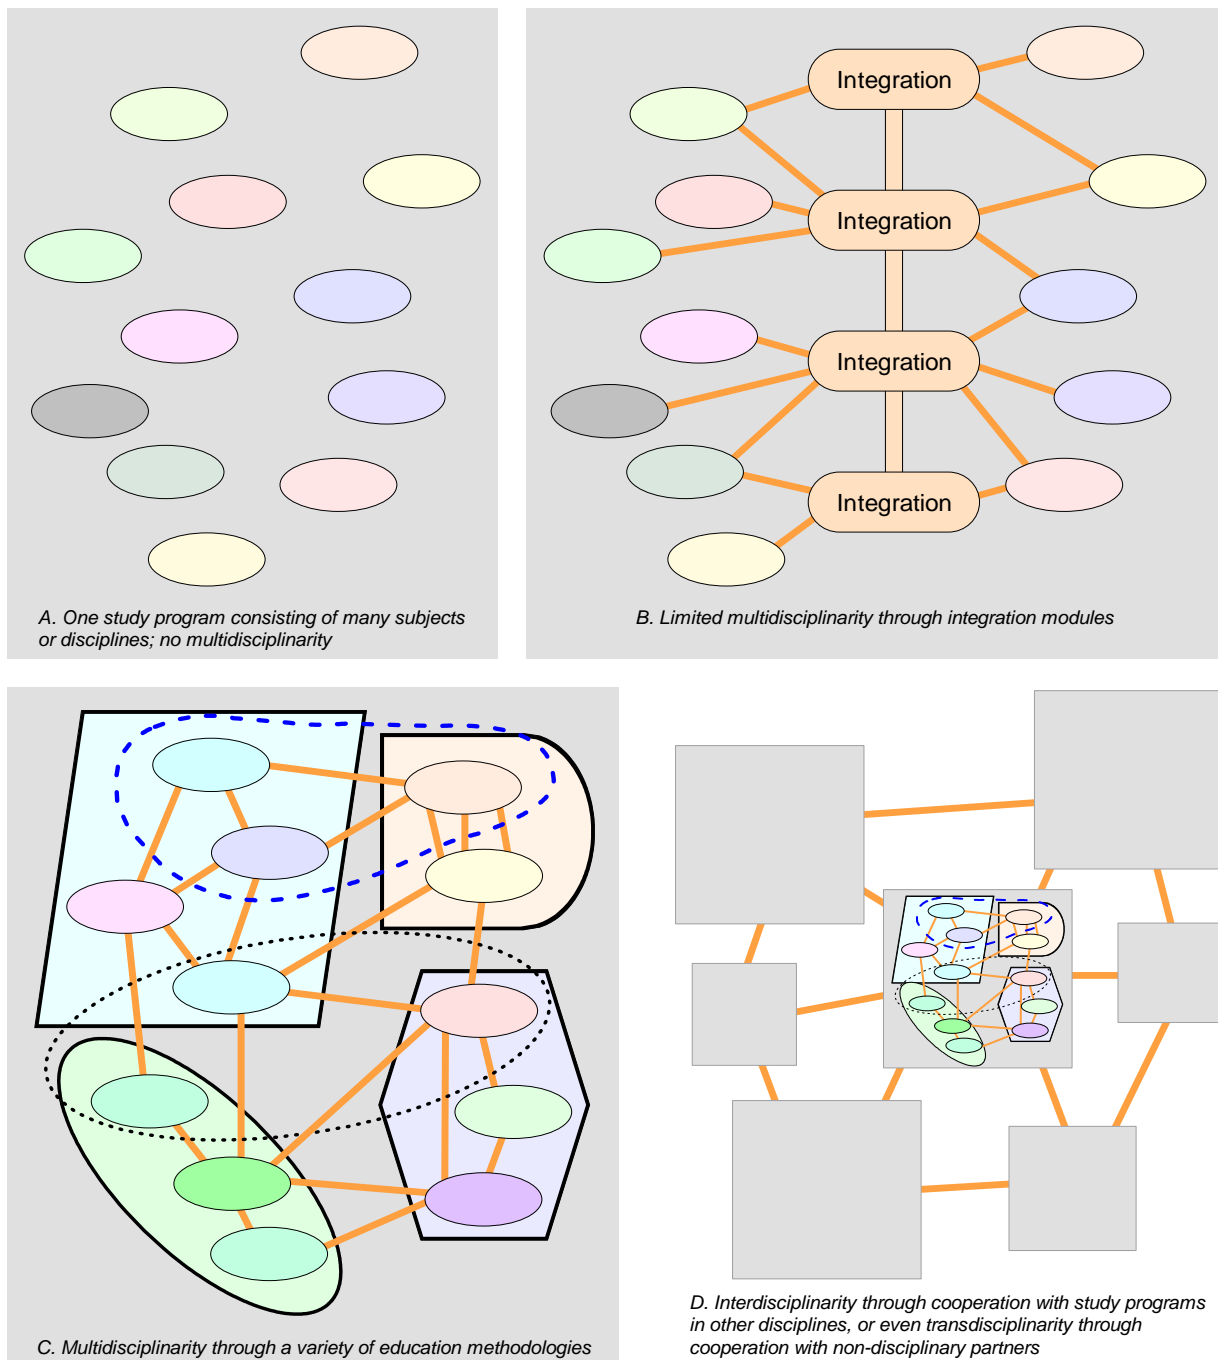 A. One study program consisting of many subjects
or disciplines; no multidisciplinarity
Integration
Integration
Integration
Integration
B. Limited multidisciplinarity through integration modules
C. Multidisciplinarity through a variety of education methodologies
D. Interdisciplinarity through cooperation with study programs
in other disciplines, or even transdisciplinarity through
cooperation with non-disciplinary partners